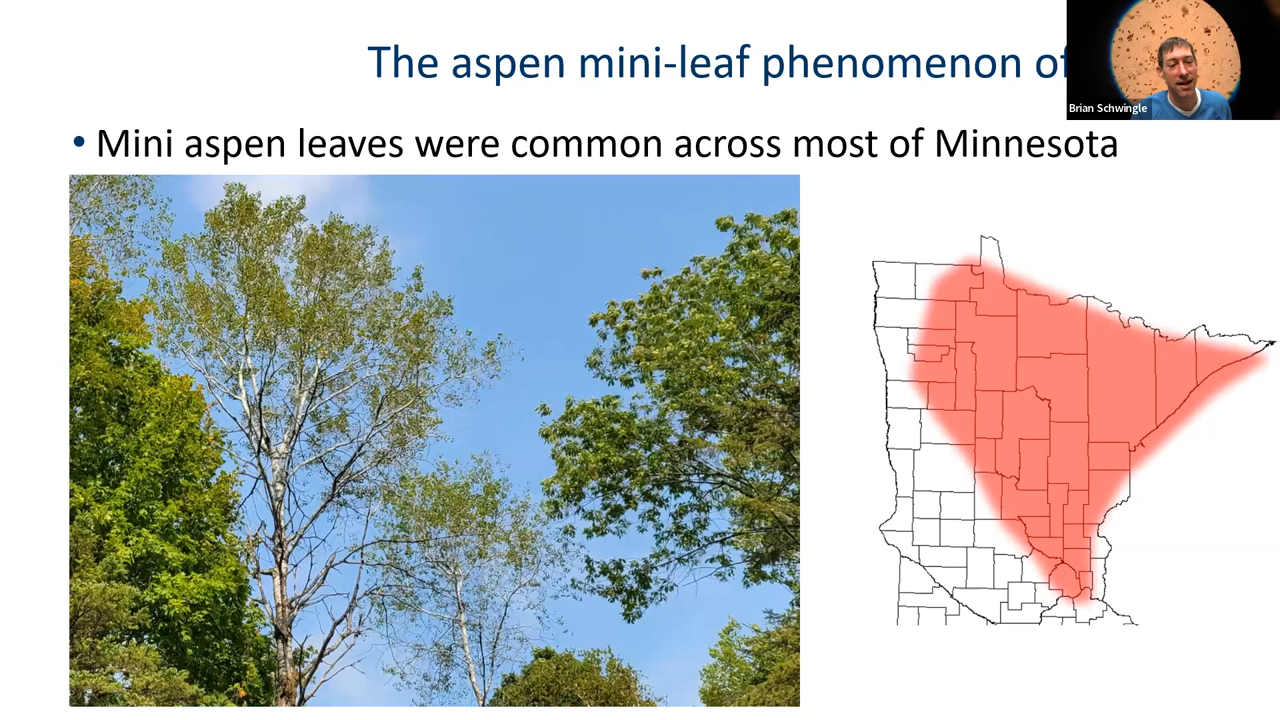 The aspen mini-leaf phenomenon of
Brian Schwingle
• Mini aspen leaves were common across most of Minnesota